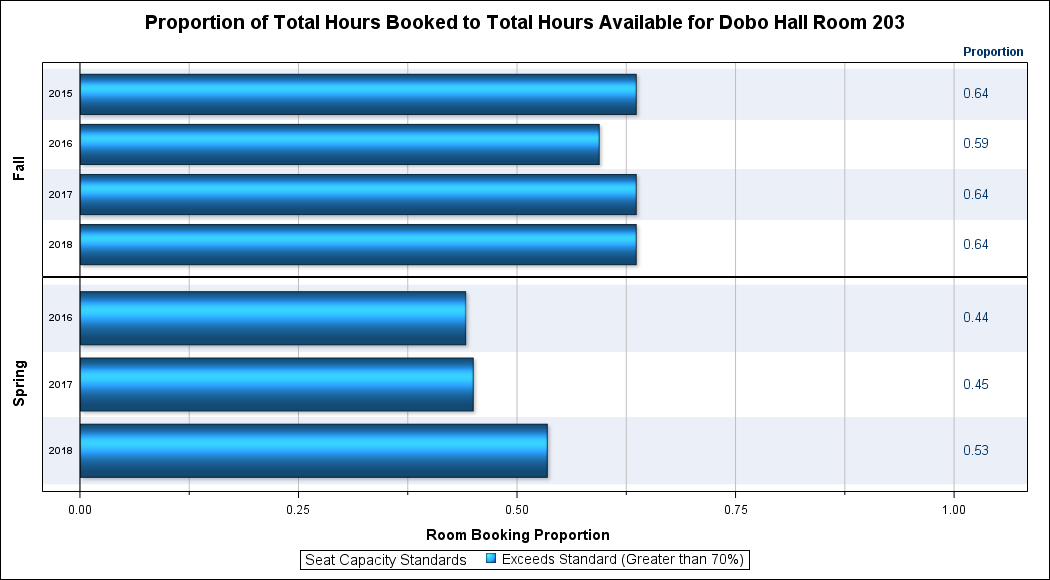 Proportion of Total Hours Booked to Total Hours Available for Dobo Hall Room 203
Proportion
Fall
2015 0.64
2016 0.59
2017 0.64
2018 0.64
Spring
2016 0.44
2017 0.45
2018 0.53
0.00 0.25 0.50 0.75 1.00
Room Booking Proportion
Seat Capacity Standards Exceeds Standard (Greater than 70%)